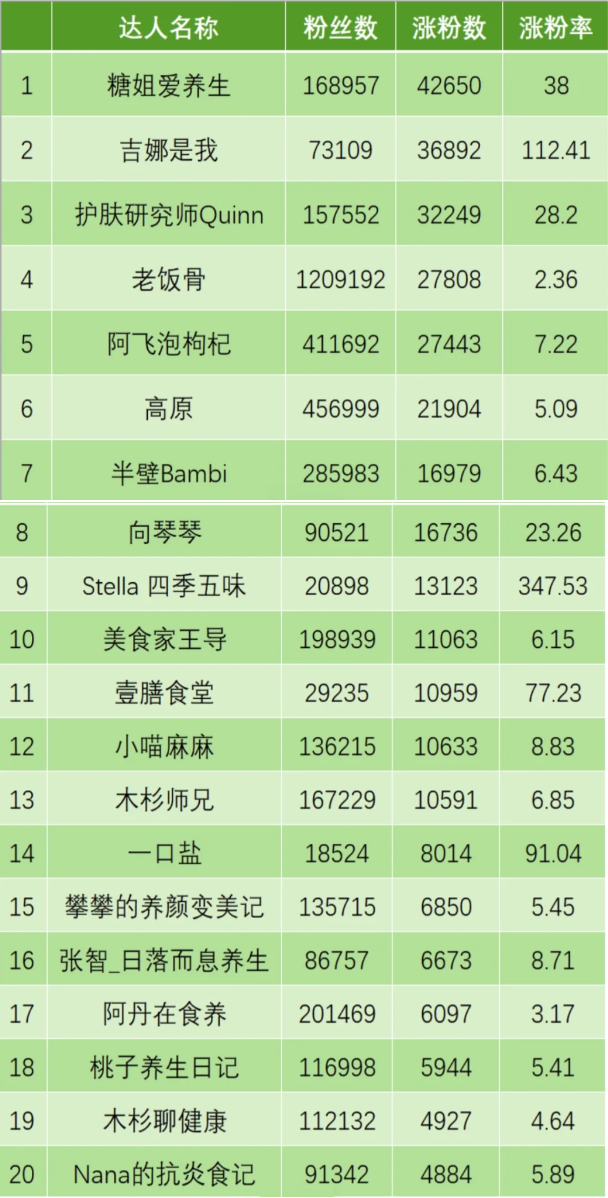 达人名称 粉丝数 涨粉数 涨粉率
1 糖姐爱养生 168957 42650 38
2 吉娜是我 73109 36892 112.41
3 护肤研究师Quinn 157552 32249 28.2
4 老饭骨 1209192 27808 2.36
5 阿飞泡枸杞 411692 27443 7.22
6 高原 456999 21904 5.09
7 半璧Bambi 285983 16979 6.43
8 向琴琴 90521 16736 23.26
9 Stella 四季五味 20898 13123 347.53
10 美食家王导 198939 11063 6.15
11 壹膳食堂 29235 10959 77.23
12 小喵麻麻 136215 10633 8.83
13 木杉师兄 167229 10591 6.85
14 一口盐 18524 8014 91.04
15 攀攀的养颜变美记 135715 6850 5.45
16 张智_日落而息养生 86757 6673 8.71
17 阿丹在食养 201469 6097 3.17
18 桃子养生日记 116998 5944 5.41
19 木杉聊健康 112132 4927 4.64
20 Nana的抗炎食记 91342 4884 5.89